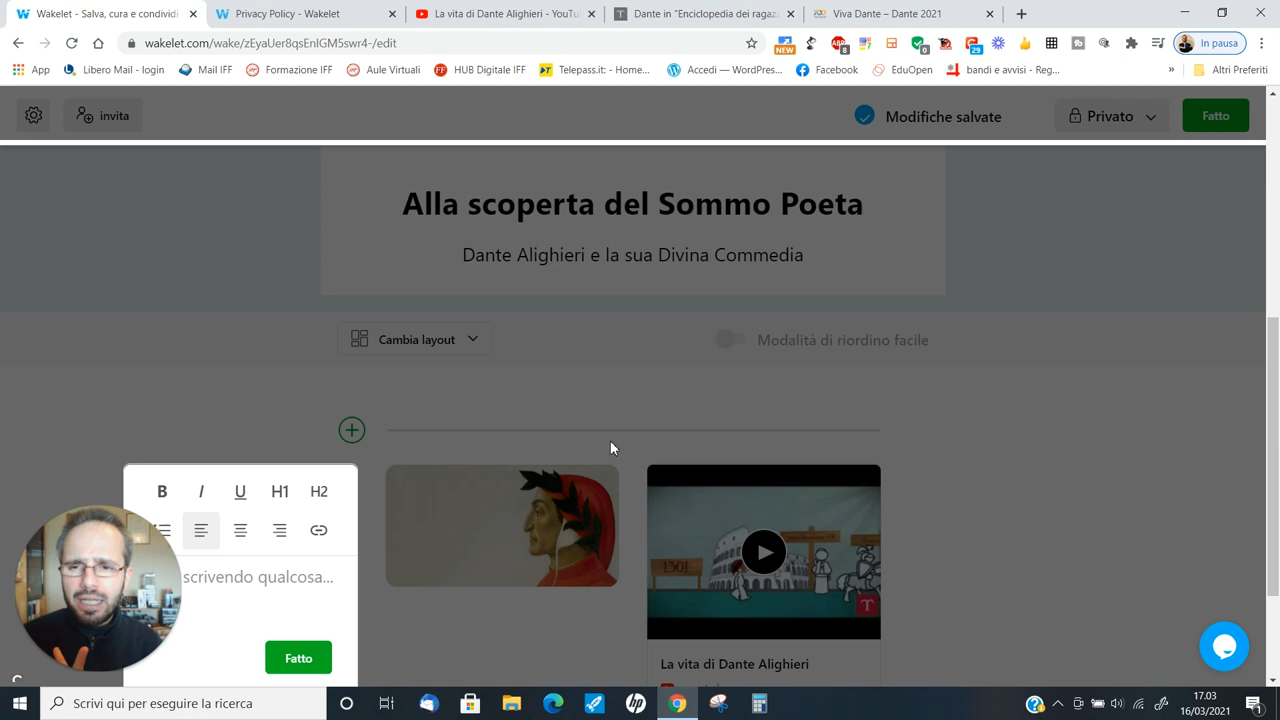 Wakelet - Salva, cura e condividi
Privacy Policy - Wakelet
La vita di Dante Alighieri - YouTu
Dante in "Enciclopedia dei ragaz
Viva Dante – Dante 2021
wakelet.com/wake/zEyaUer8qsEnIGM5swr4-/edit
NEW
8
0
29
In pausa
App
Libero Mail - login
Mail IFF
Formazione IFF
Aule Virtuali
HUB Digitale IFF
Telepass.it: - Home...
Accedi — WordPres...
Facebook
EduOpen
bandi e avvisi - Reg...
»
Altri Preferiti
invita
Modifiche salvate
Privato
Fatto
Alla scoperta del Sommo Poeta
Dante Alighieri e la sua Divina Commedia
Cambia layout
Modalità di riordino facile
B I U H1 H2
scrivendo qualcosa...
Fatto
130!
La vita di Dante Alighieri
Scrivi qui per eseguire la ricerca
17.03
16/03/2021